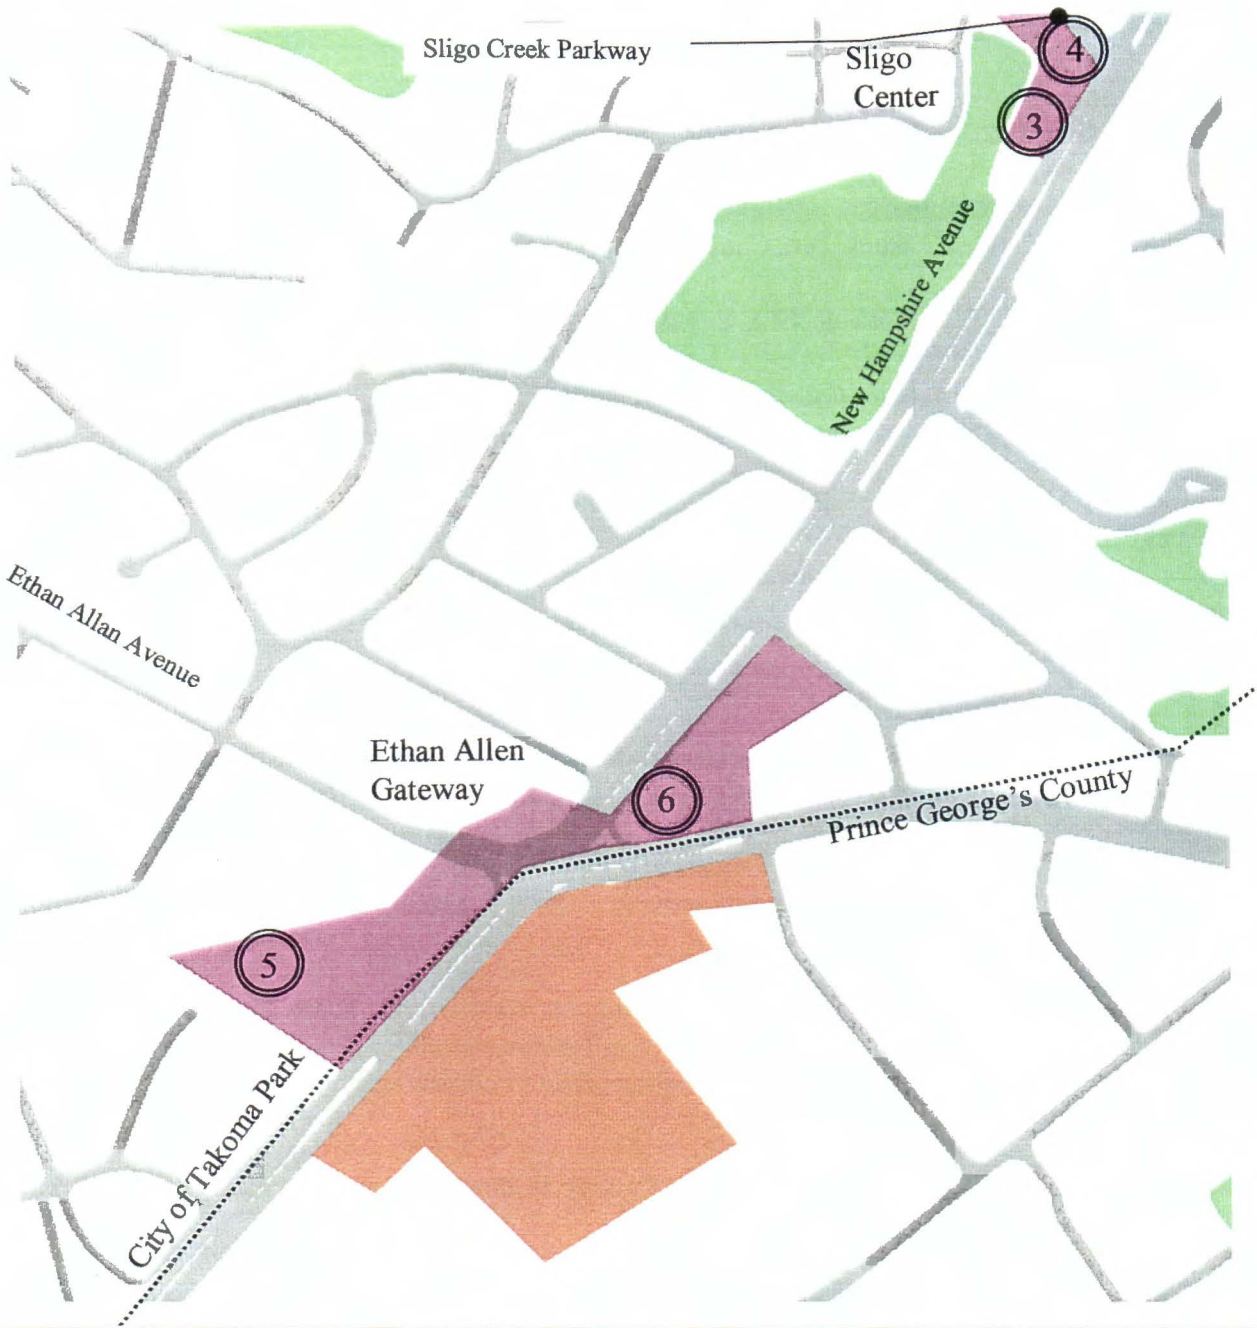 Sligo Creek Parkway
Sligo
Center
4
3
New Hampshire Avenue
Ethan Allan Avenue
Ethan Allen
Gateway
6
Prince George's County
5
City of Takoma Park